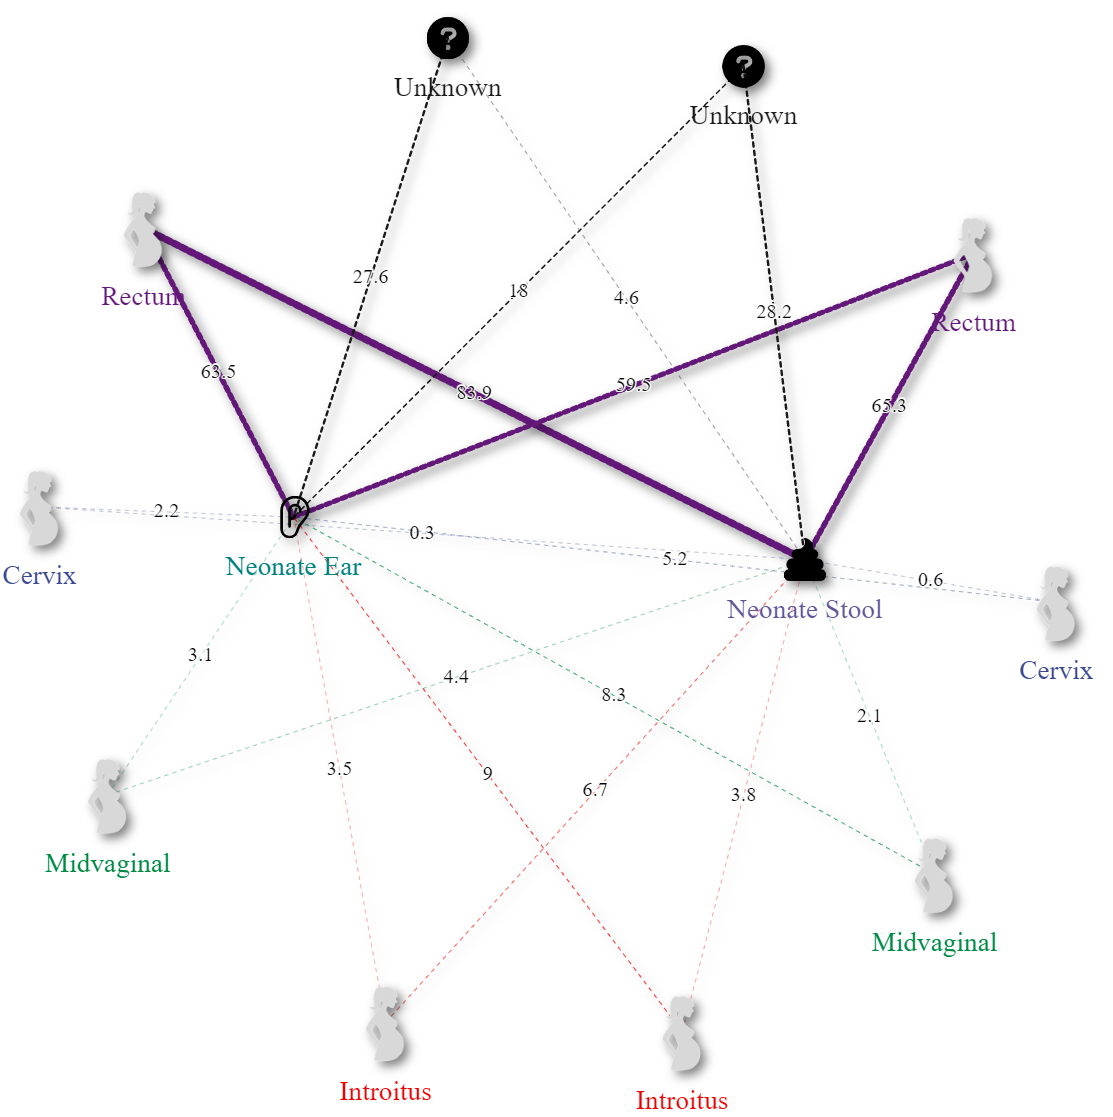 ?
?
Unknown
Unknown
27.6
18
4.6
28.2
Rectum
Rectum
63.5
83.9
59.5
65.3
2.2
0.3
5.2
0.6
Cervix
Neonate Ear
Neonate Stool
Cervix
3.1
4.4
8.3
2.1
3.5
9
6.7
3.8
Midvaginal
Midvaginal
Introitus
Introitus